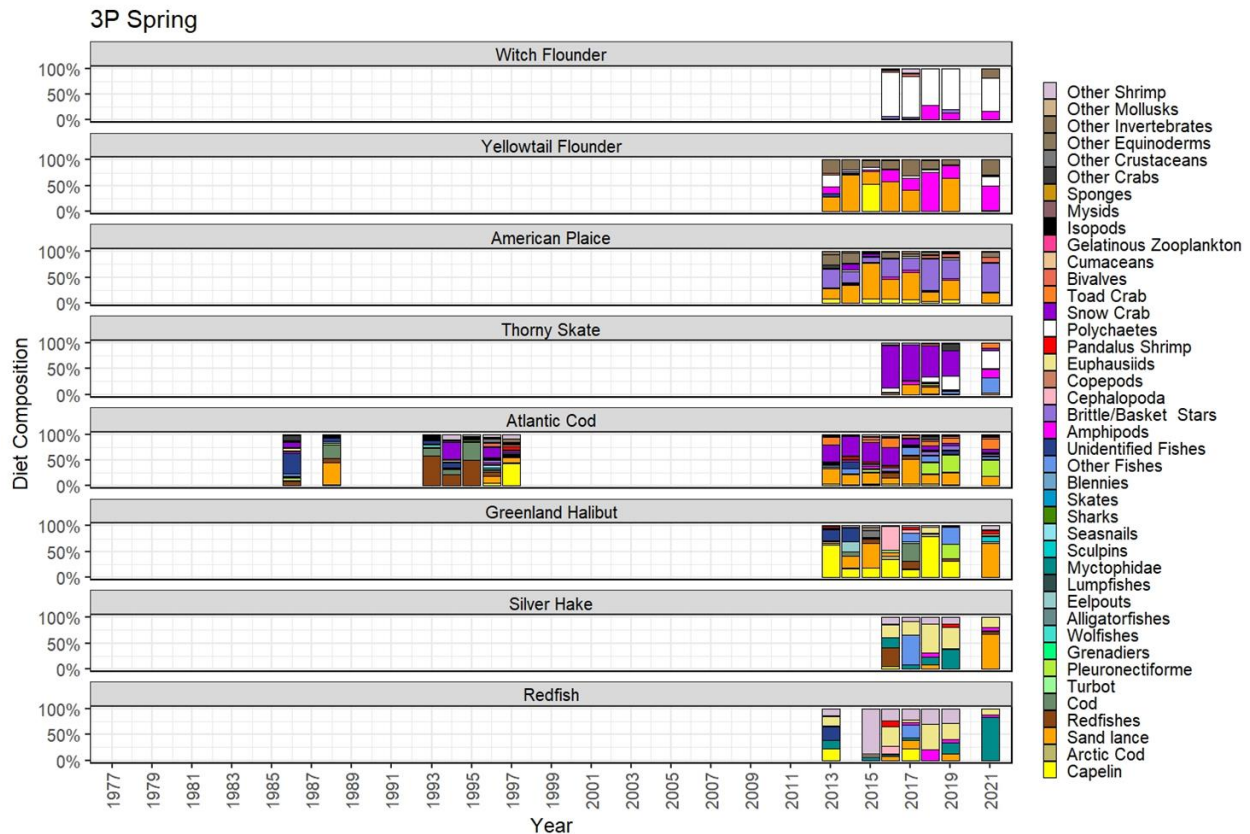 3P Spring
Witch Flounder
100%
50%
0%
Yellowtail Flounder
100%
50%
0%
American Plaice
100%
50%
0%
Thorny Skate
100%
50%
0%
Atlantic Cod
100%
50%
0%
Greenland Halibut
100%
50%
0%
Silver Hake
100%
50%
0%
Redfish
100%
50%
0%
Diet Composition
1977
1979
1981
1983
1985
1987
1989
1991
1993
1995
1997
1999
2001
2003
2005
2007
2009
2011
2013
2015
2017
2019
2021
Year
Other Shrimp
Other Mollusks
Other Invertebrates
Other Equinoderms
Other Crustaceans
Other Crabs
Sponges
Mysids
Isopods
Gelatinous Zooplankton
Cumaceans
Bivalves
Toad Crab
Snow Crab
Polychaetes
Pandalus Shrimp
Euphausiids
Copepods
Cephalopoda
Brittle/Basket Stars
Amphipods
Unidentified Fishes
Other Fishes
Blennies
Skates
Sharks
Seasnails
Sculpins
Myctophidae
Lumpfishes
Eelpouts
Alligatorfishes
Wolfishes
Grenadiers
Pleuronectiforme
Turbot
Cod
Redfishes
Sand lance
Arctic Cod
Capelin